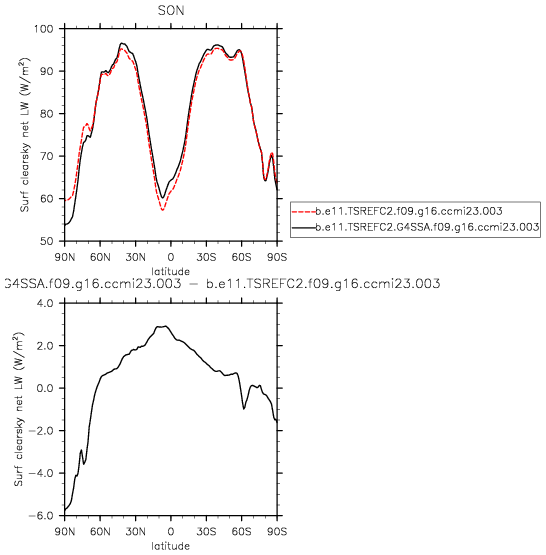 SON
100
90
80
70
60
50
Surf clearsky net LW (W/m²)
90N 60N 30N 0 30S 60S 90S
latitude
b.e11.TSREFC2.f09.g16.ccmi23.003
b.e11.TSREFC2.G4SSA.f09.g16.ccmi23.003
G4SSA.f09.g16.ccmi23.003 − b.e11.TSREFC2.f09.g16.ccmi23.003
4.0
2.0
0.0
−2.0
−4.0
−6.0
Surf clearsky net LW (W/m²)
90N 60N 30N 0 30S 60S 90S
latitude